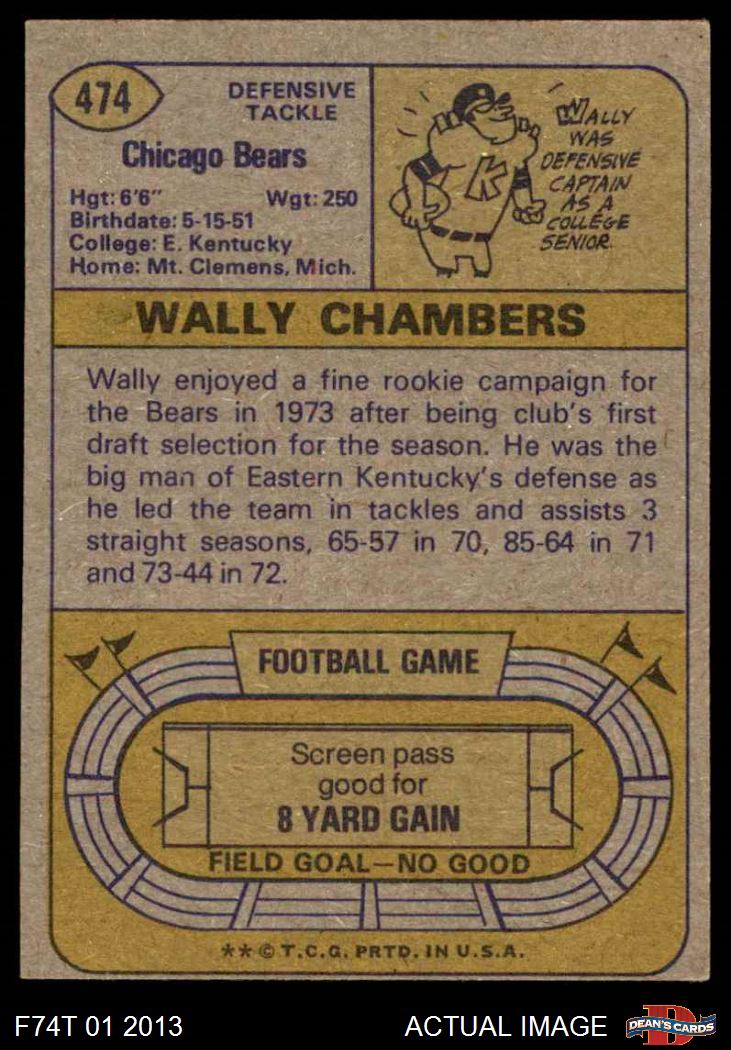 474
DEFENSIVE
TACKLE
Chicago Bears
Hgt: 6'6" Wgt: 250
Birthdate: 5-15-51
College: E. Kentucky
Home: Mt. Clemens, Mich.
K
WALLY
WAS
DEFENSIVE
CAPTAIN
AS A
COLLEGE
SENIOR.
WALLY CHAMBERS
Wally enjoyed a fine rookie campaign for
the Bears in 1973 after being club's first
draft selection for the season. He was the
big man of Eastern Kentucky's defense as
he led the team in tackles and assists 3
straight seasons, 65-57 in 70, 85-64 in 71
and 73-44 in 72.
FOOTBALL GAME
Screen pass
good for
8 YARD GAIN
FIELD GOAL—NO GOOD
**© T.C.G. PRTD. IN U.S.A.
F74T 01 2013 ACTUAL IMAGE
D
DEAN'S CARDS